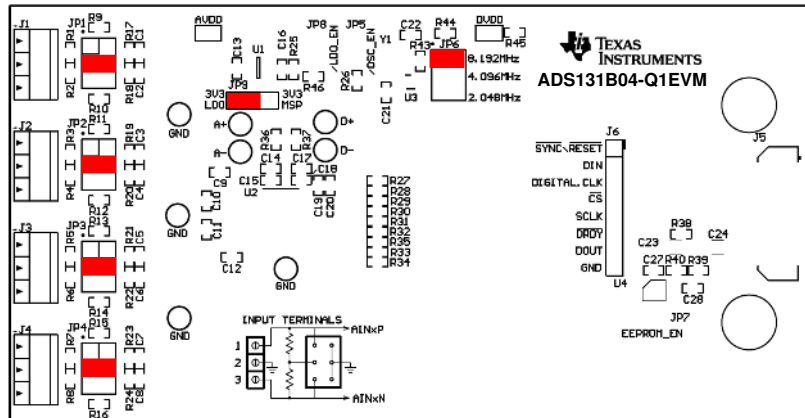 J1
R9
JP1
R1
R17
C1
R2
R18
C2
R10
AVDD
C13
U1
C16
R25
JP8
/LDO_EN
JP5
/OSC_EN
Y1
C22
R44
DVDD
R45
R43
JP6
8.192MHz
4.096MHz
2.048MHz
R46
R26
C21
U3
JP9
3V3
LDO
3V3
MSP
TEXAS
INSTRUMENTS
ADS131B04-Q1EVM
J2
R11
JP2
R3
R19
C3
R4
R20
C4
R12
GND
A+
A-
D+
D-
R36
R37
C14
C17
C9
C15
C18
U2
C10
C19
C20
C11
GND
C12
GND
R27
R28
R29
R30
R31
R32
R35
R33
R34
J6
SYNC\RESET
DIN
DIGITAL.CLK
CS
SCLK
DRDY
DOUT
GND
U4
J5
R38
C23
C24
C27
R40
R39
C28
JP7
EEPROM_EN
J3
R13
JP3
R5
R21
C5
R6
R22
C6
R14
GND
J4
R15
JP4
R7
R23
C7
R8
R24
C8
R16
INPUT TERMINALS
1
2
3
AINxP
AINxN